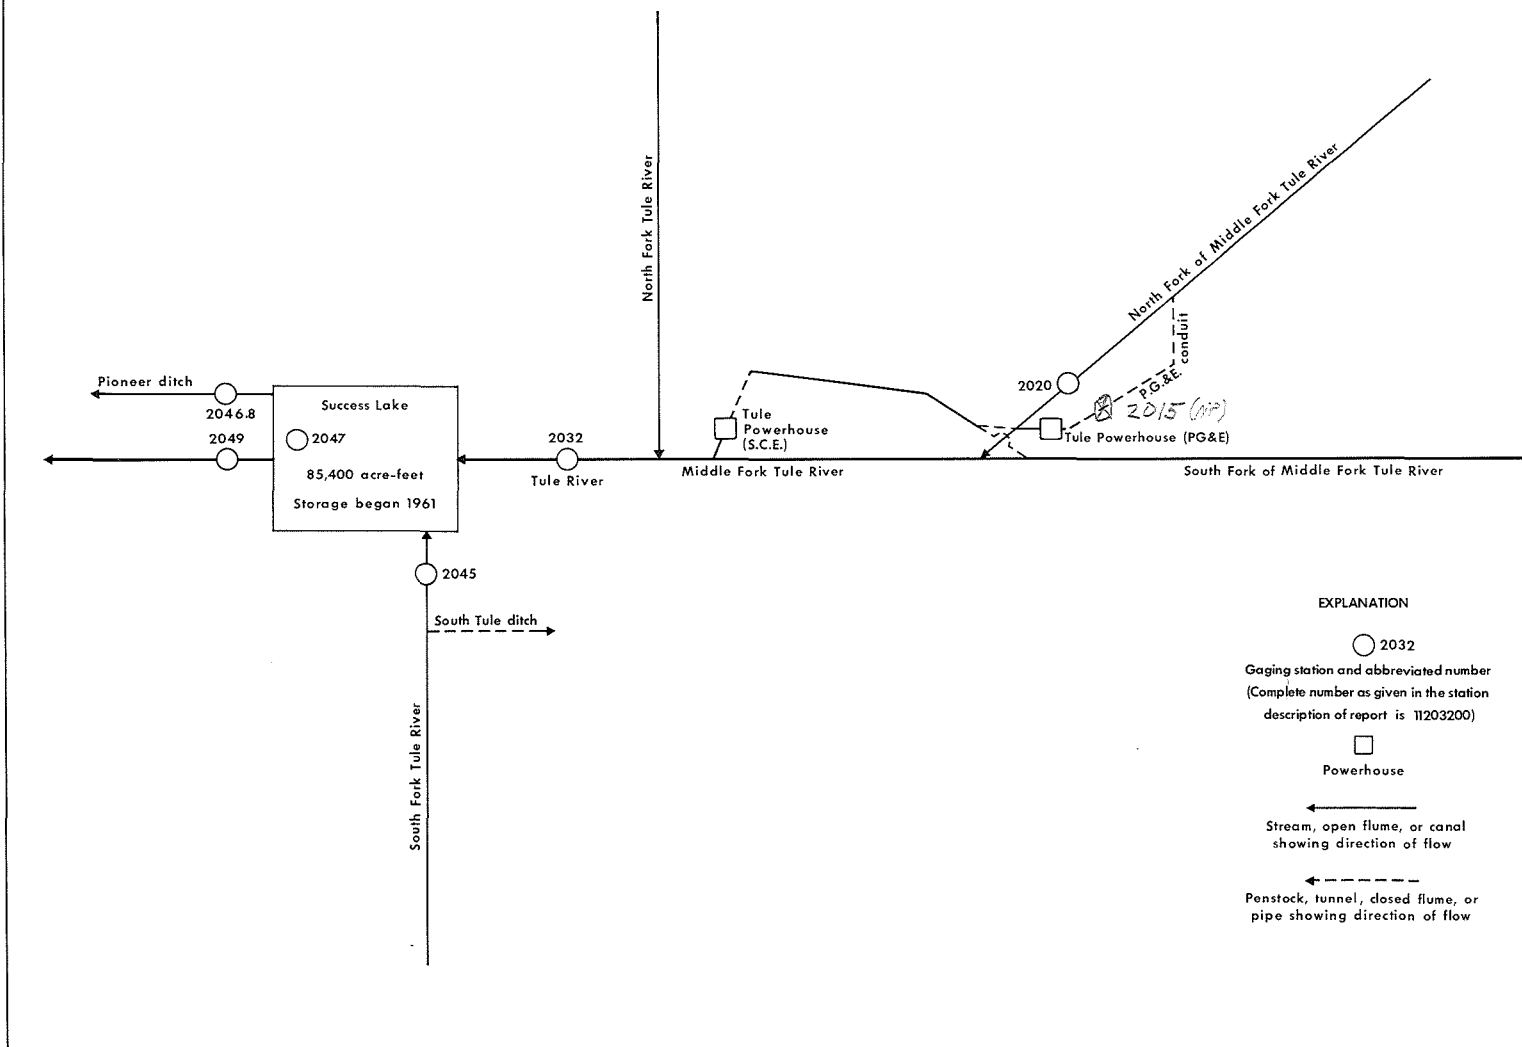 North Fork Tule River
North Fork of Middle Fork Tule River
conduit
P.G.&E.
2020
2015 (MP)
Pioneer ditch
2046.8
2049
Success Lake
2047
85,400 acre-feet
Storage began 1961
2032
Tule River
Tule
Powerhouse
(S.C.E.)
Tule Powerhouse (PG&E)
Middle Fork Tule River
South Fork of Middle Fork Tule River
2045
South Tule ditch
South Fork Tule River
EXPLANATION
2032
Gaging station and abbreviated number
(Complete number as given in the station
description of report is 11203200)
Powerhouse
Stream, open flume, or canal
showing direction of flow
Penstock, tunnel, closed flume, or
pipe showing direction of flow